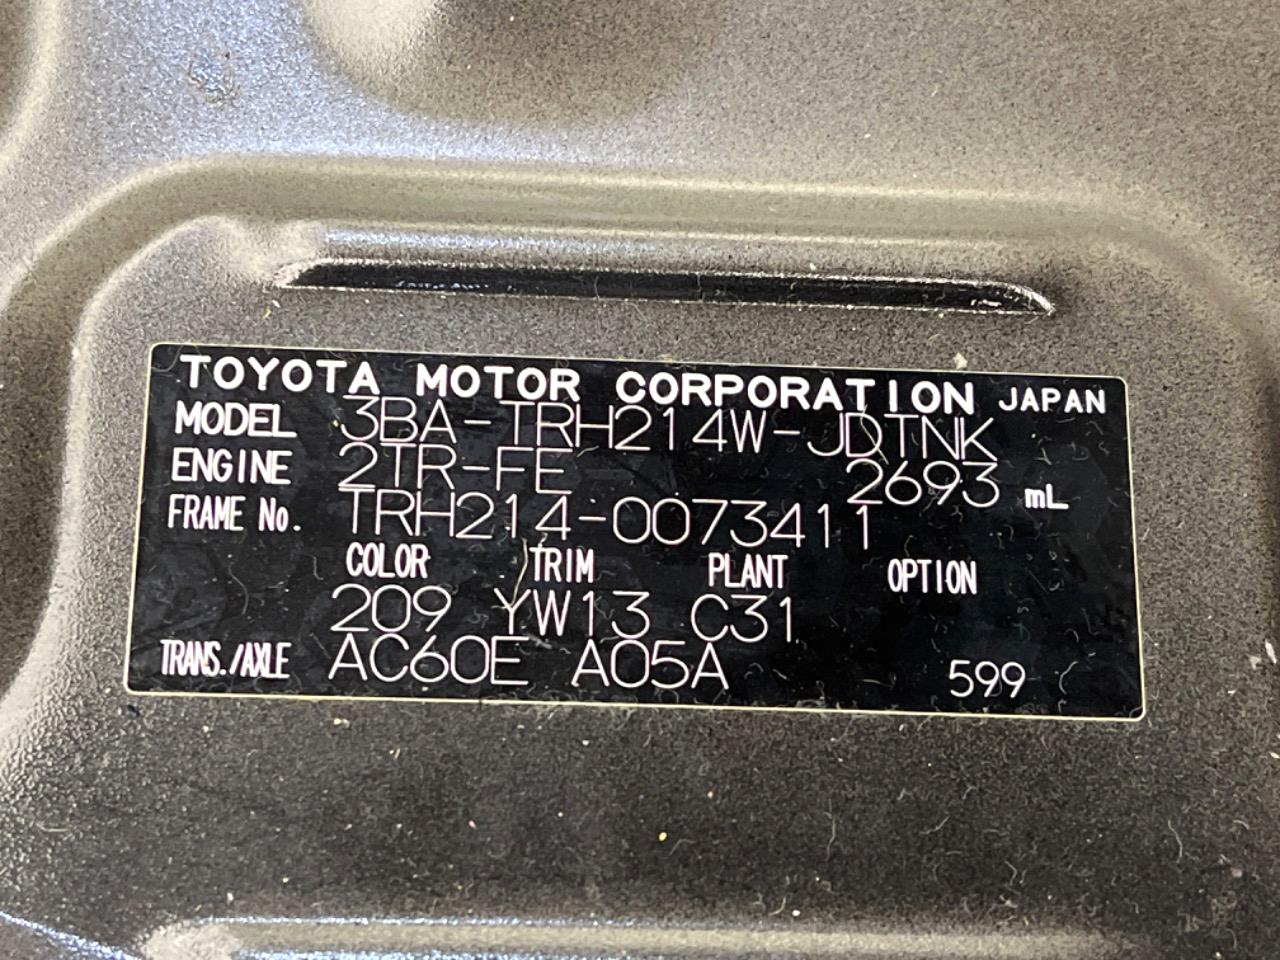 TOYOTA MOTOR CORPORATION JAPAN
MODEL 3BA-TRH214W-JDTNK
ENGINE 2TR-FE 2693 mL
FRAME No. TRH214-0073411
COLOR TRIM PLANT OPTION
209 YW13 C31
TRANS./AXLE AC60E A05A 599